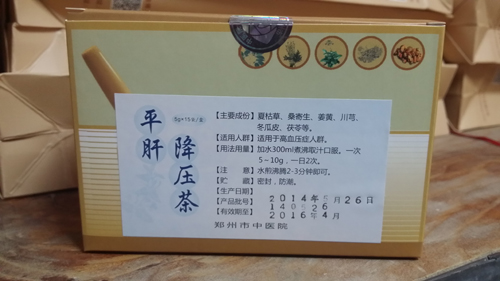 平肝
降压茶
5g×10袋/盒
【主要成份】夏枯草、桑寄生、姜黄、川芎、
冬瓜皮、茯苓等。
【适用人群】适用于高血压症人群。
【用法用量】加水300ml煮沸取汁口服。一次
5~10g，一日2次。
【注 意】水煎沸腾2-3分钟即可。
【贮 藏】密封，防潮。
【生产日期】2014年5月26日
【产品批号】140526
【有效期至】2016年4月
郑州市中医院